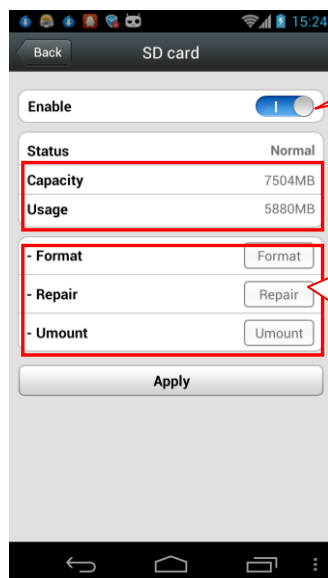 15:24
Back SD card
Enable
Status Normal
Capacity 7504MB
Usage 5880MB
- Format Format
- Repair Repair
- Umount Umount
Apply